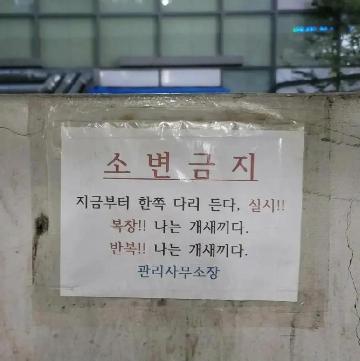 소변금지
지금부터 한쪽 다리 든다, 실시!!
복장!! 나는 개새끼다.
반복!! 나는 개새끼다.
관리사무소장